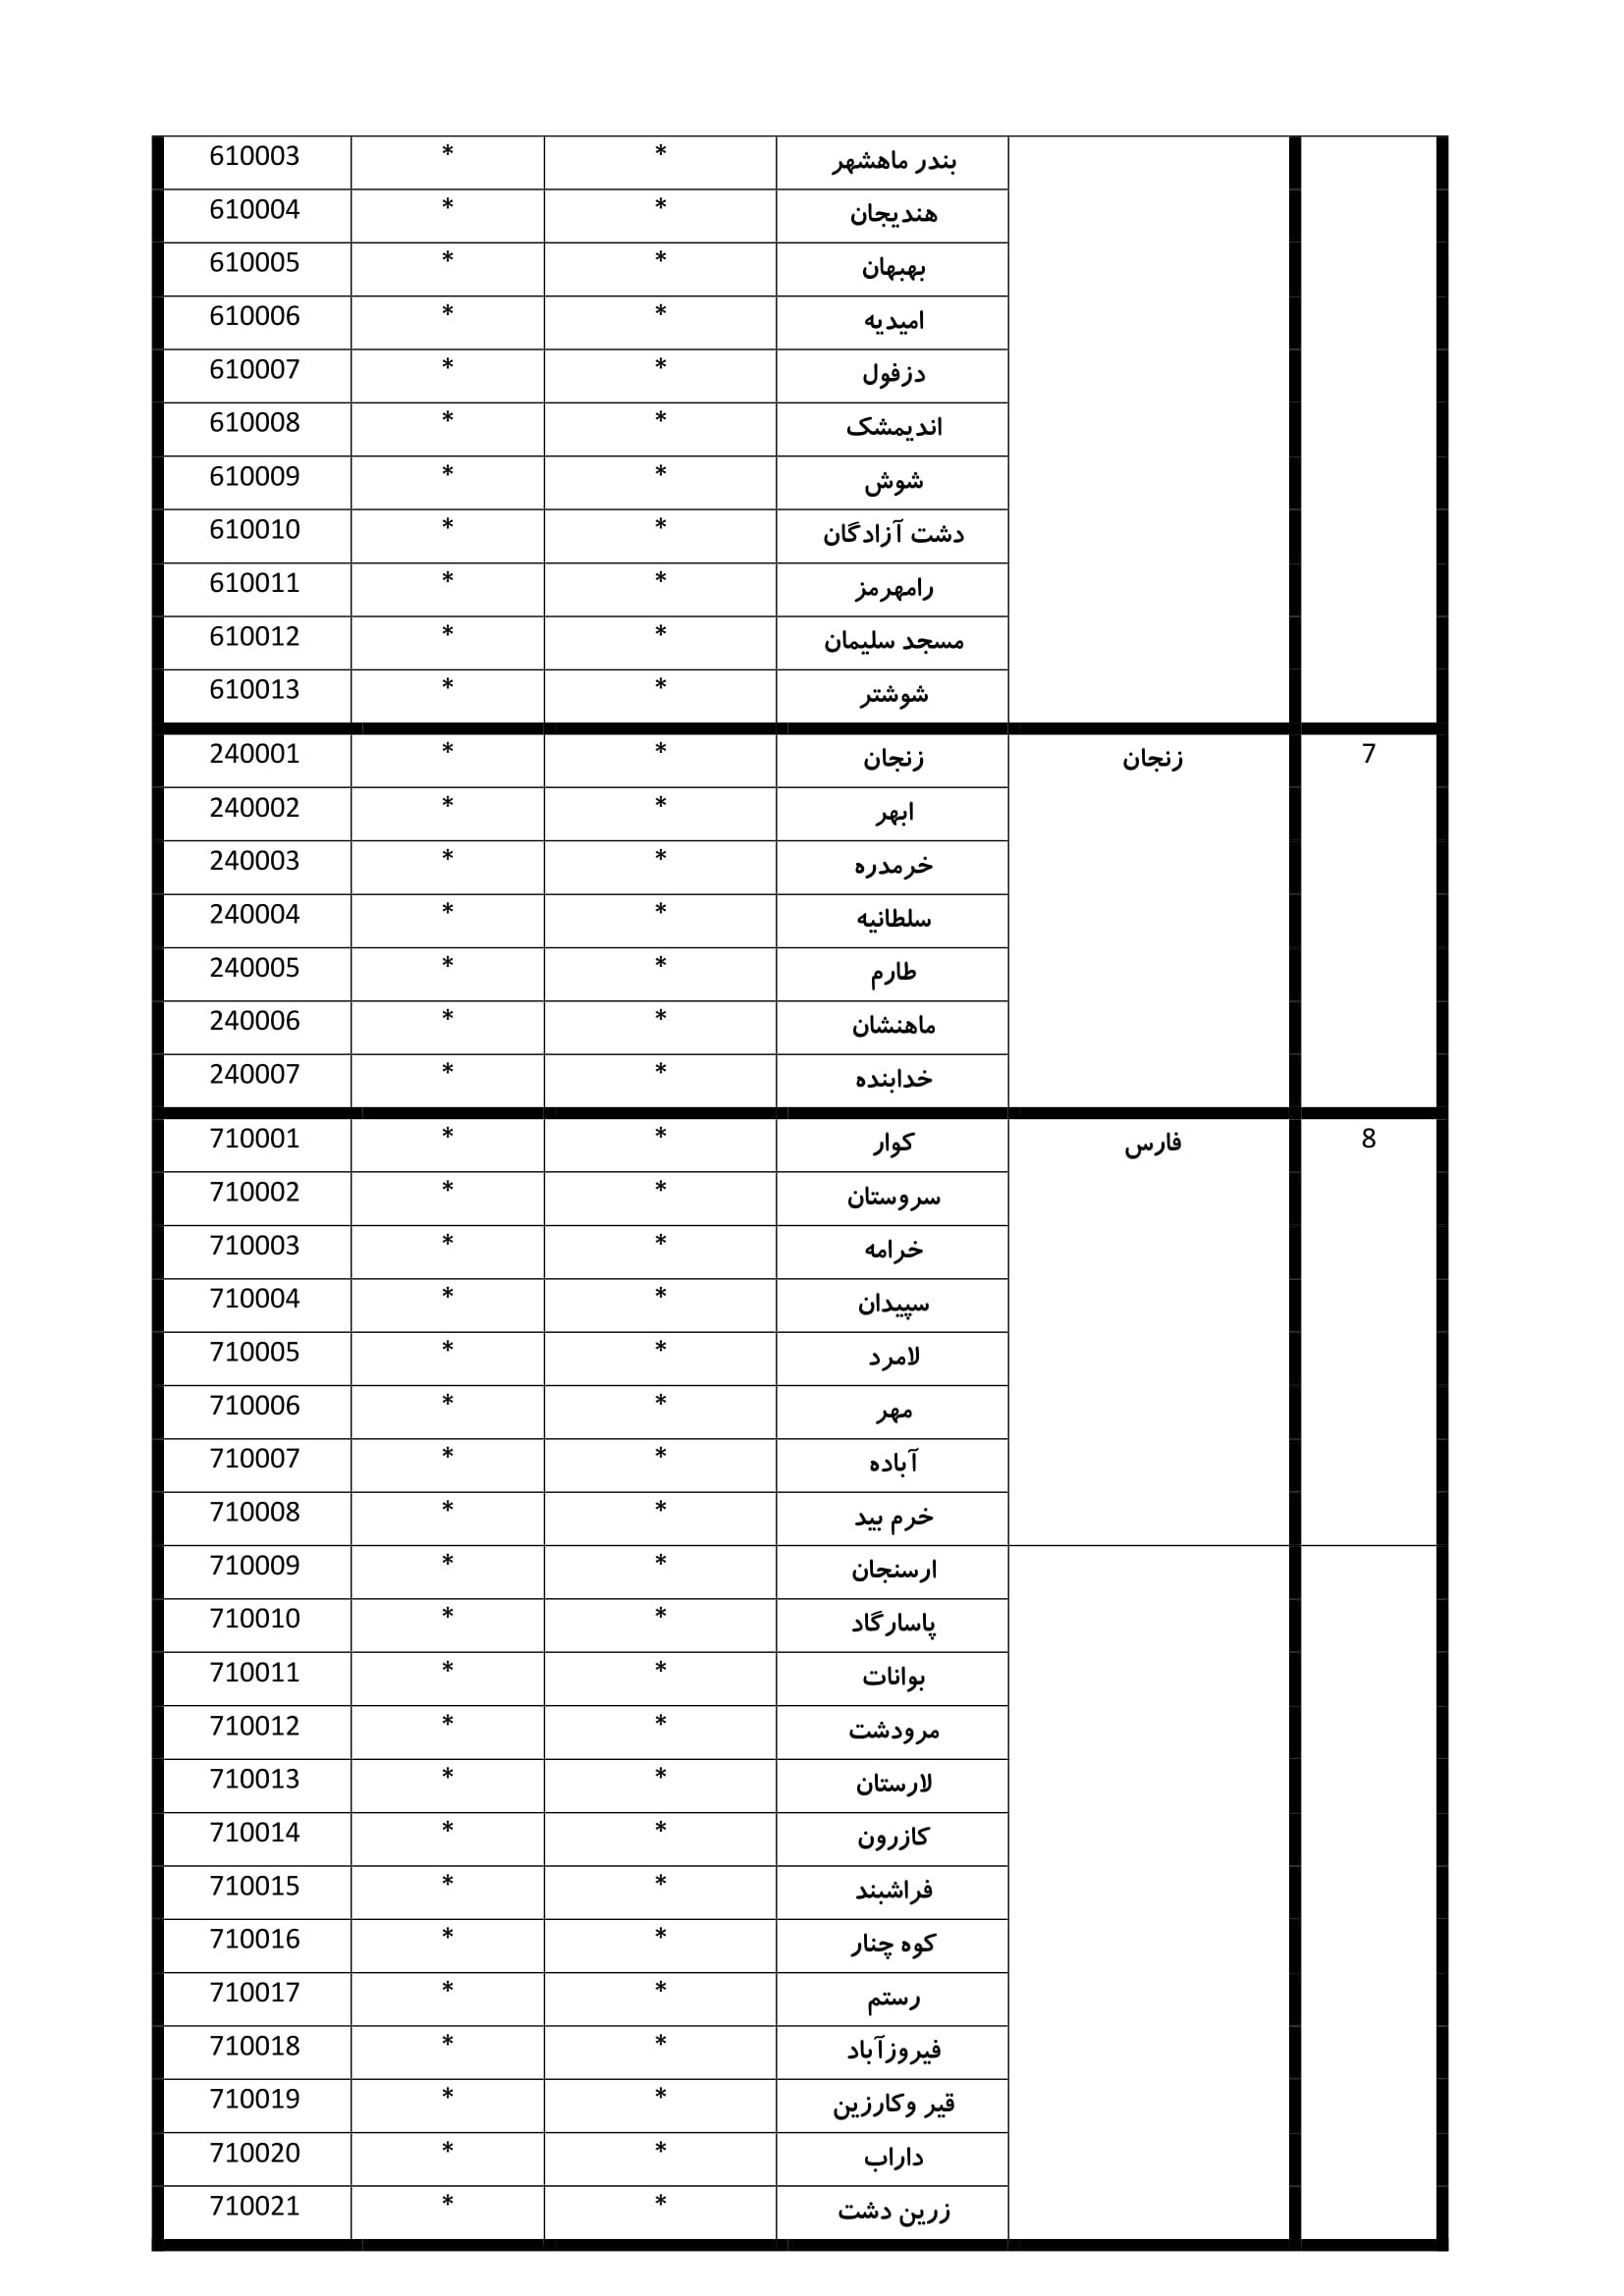 بندر ماهشهر * * 610003
هندیجان * * 610004
بهبهان * * 610005
امیدیه * * 610006
دزفول * * 610007
اندیمشک * * 610008
شوش * * 610009
دشت آزادگان * * 610010
رامهرمز * * 610011
مسجد سلیمان * * 610012
شوشتر * * 610013
7 زنجان زنجان * * 240001
ابهر * * 240002
خرمدره * * 240003
سلطانیه * * 240004
طارم * * 240005
ماهنشان * * 240006
خدابنده * * 240007
8 فارس کوار * * 710001
سروستان * * 710002
خرامه * * 710003
سپیدان * * 710004
لامرد * * 710005
مهر * * 710006
آباده * * 710007
خرم بید * * 710008
ارسنجان * * 710009
پاسارگاد * * 710010
بوانات * * 710011
مرودشت * * 710012
لارستان * * 710013
کازرون * * 710014
فراشبند * * 710015
کوه چنار * * 710016
رستم * * 710017
فیروزآباد * * 710018
قیر وکارزین * * 710019
داراب * * 710020
زرین دشت * * 710021